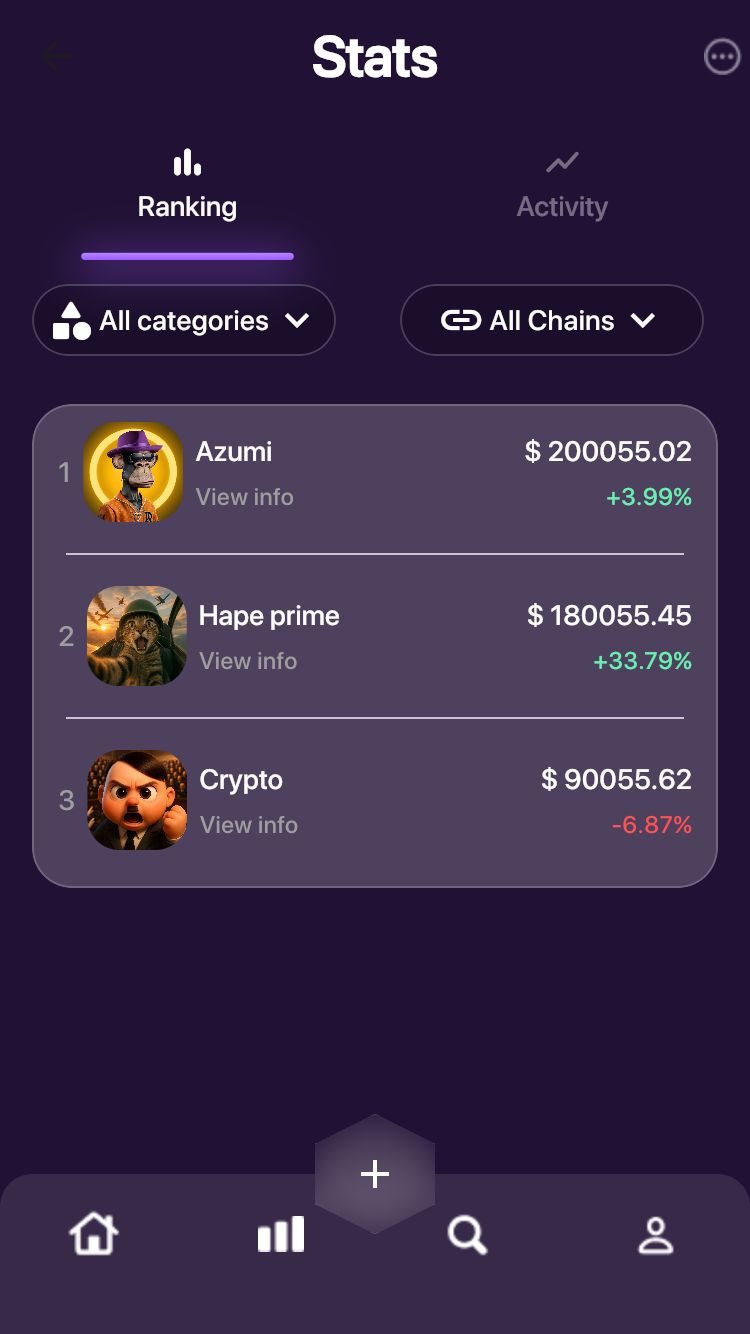 Stats
Ranking
Activity
All categories
All Chains
1
Azumi
$ 200055.02
View info
+3.99%
2
Hape prime
$ 180055.45
View info
+33.79%
3
Crypto
$ 90055.62
View info
-6.87%